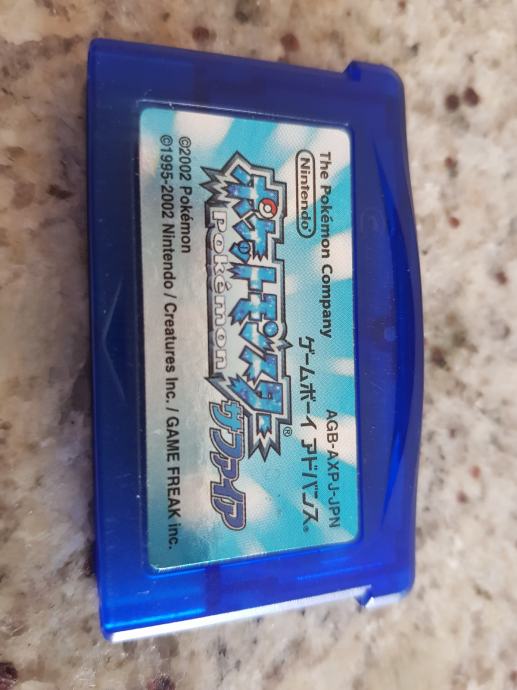 The Pokémon Company
Nintendo®
AGB-AXPJ-JPN
ゲームボーイアドバンス®
ポケットモンスター®
Pokémon
サファイア
©2002 Pokémon
©1995-2002 Nintendo / Creatures Inc. / GAME FREAK inc.